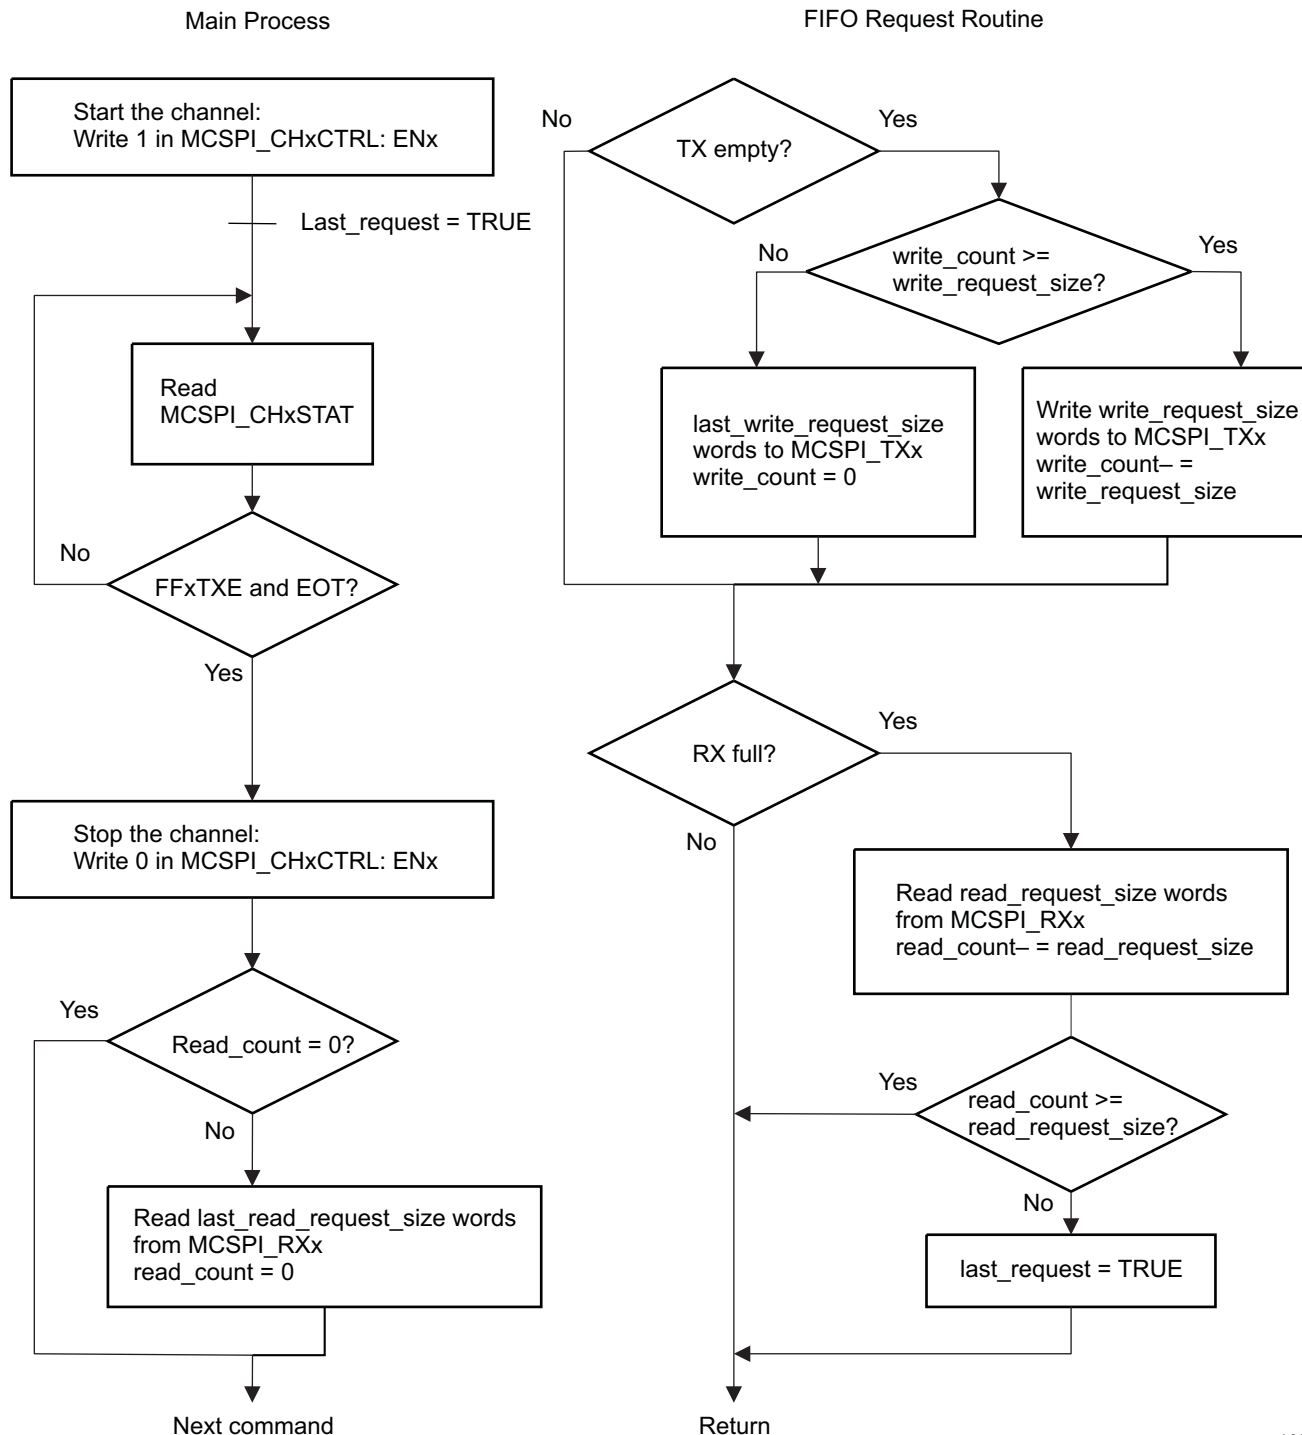 Main Process
Start the channel:
Write 1 in MCSPI_CHxCTRL: ENx
Last_request = TRUE
Read
MCSPI_CHxSTAT
No
FFxTXE and EOT?
Yes
Stop the channel:
Write 0 in MCSPI_CHxCTRL: ENx
Yes
Read_count = 0?
No
Read last_read_request_size words
from MCSPI_RXx
read_count = 0
Next command
FIFO Request Routine
No
Yes
TX empty?
No
Yes
write_count >=
write_request_size?
last_write_request_size
words to MCSPI_TXx
write_count = 0
Write write_request_size
words to MCSPI_TXx
write_count– =
write_request_size
Yes
RX full?
No
Read read_request_size words
from MCSPI_RXx
read_count– = read_request_size
Yes
read_count >=
read_request_size?
No
last_request = TRUE
Return